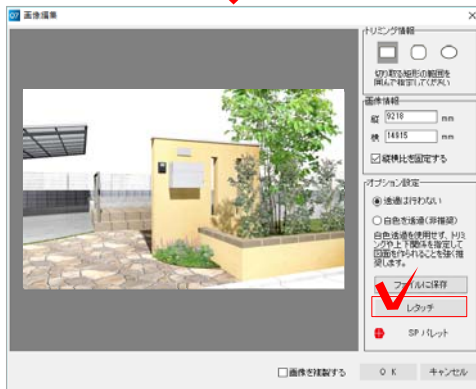 画像編集
トリミング情報
切り取る矩形の範囲を
囲んで指定してください
画像情報
縦 9218 mm
横 14915 mm
縦横比を固定する
オプション設定
透過は行わない
白色を透過(非推奨)
白色透過を使用せず、トリミ
ングや上下関係を指定して
図面を作られることを強く推
奨します。
ファイルに保存
レタッチ
SPパレット
画像を複製する
OK
キャンセル